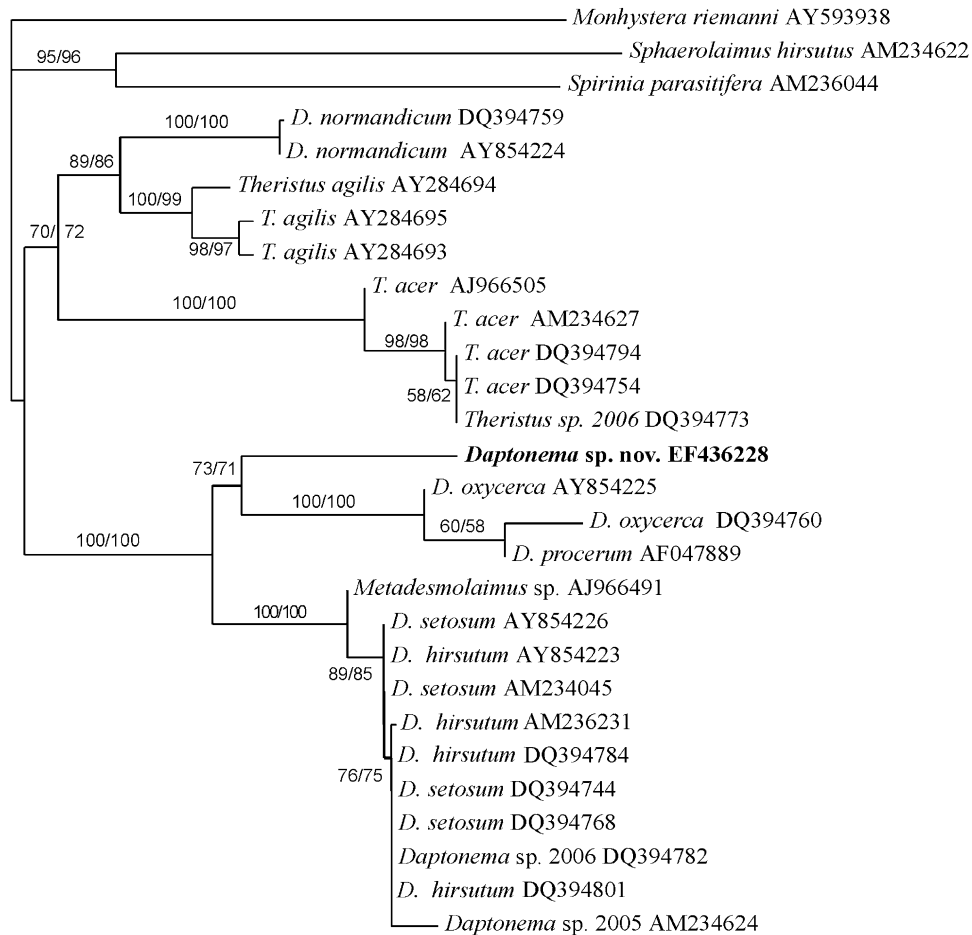 Monhystera riemanni AY593938
Sphaerolaimus hirsutus AM234622
95/96
Spirinia parasitifera AM236044
D. normandicum DQ394759
100/100
D. normandicum AY854224
89/86
Theristus agilis AY284694
100/99
T. agilis AY284695
70/ 72
98/97
T. agilis AY284693
T. acer AJ966505
100/100
T. acer AM234627
98/98
T. acer DQ394794
T. acer DQ394754
58/62
Theristus sp. 2006 DQ394773
Daptonema sp. nov. EF436228
73/71
D. oxycerca AY854225
100/100
D. oxycerca DQ394760
60/58
100/100
D. procerum AF047889
Metadesmolaimus sp. AJ966491
100/100
D. setosum AY854226
D. hirsutum AY854223
89/85
D. setosum AM234045
D. hirsutum AM236231
D. hirsutum DQ394784
76/75
D. setosum DQ394744
D. setosum DQ394768
Daptonema sp. 2006 DQ394782
D. hirsutum DQ394801
Daptonema sp. 2005 AM234624